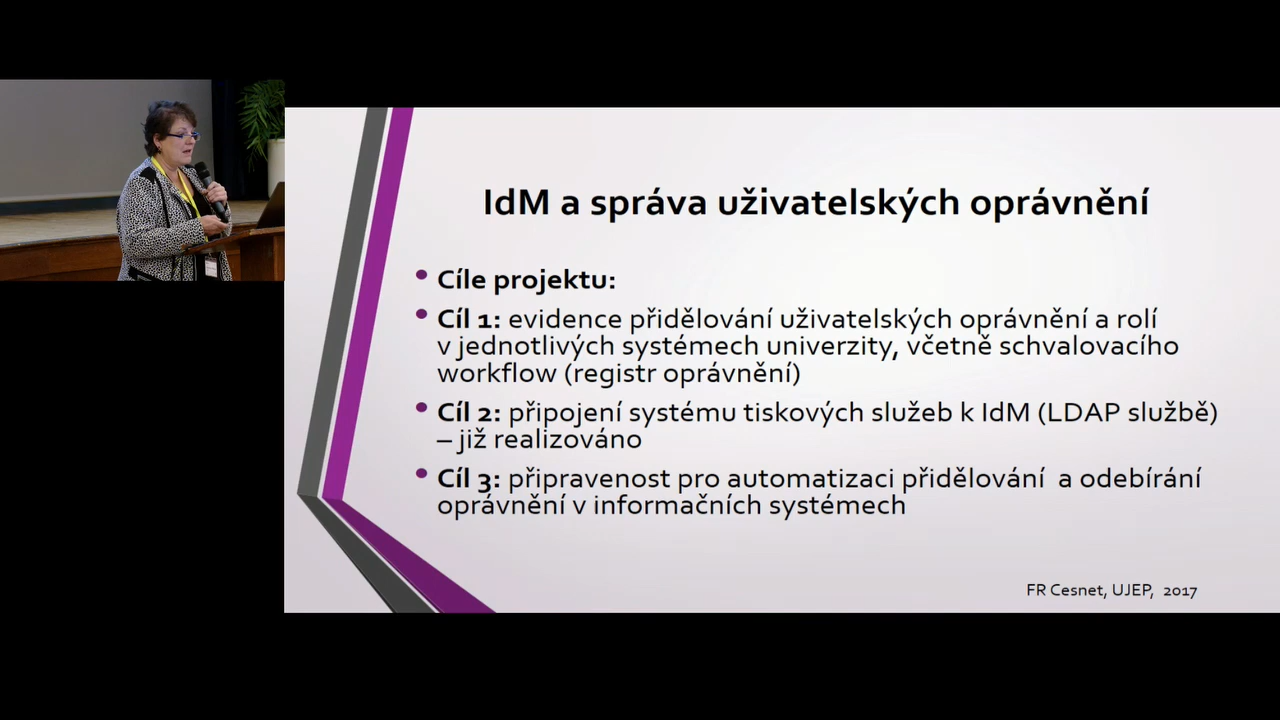 IdM a správa uživatelských oprávnění
• Cíle projektu:
• Cíl 1: evidence přidělování uživatelských oprávnění a rolí
v jednotlivých systémech univerzity, včetně schvalovacího
workflow (registr oprávnění)
• Cíl 2: připojení systému tiskových služeb k IdM (LDAP službě)
– již realizováno
• Cíl 3: připravenost pro automatizaci přidělování a odebírání
oprávnění v informačních systémech
FR Cesnet, UJEP, 2017